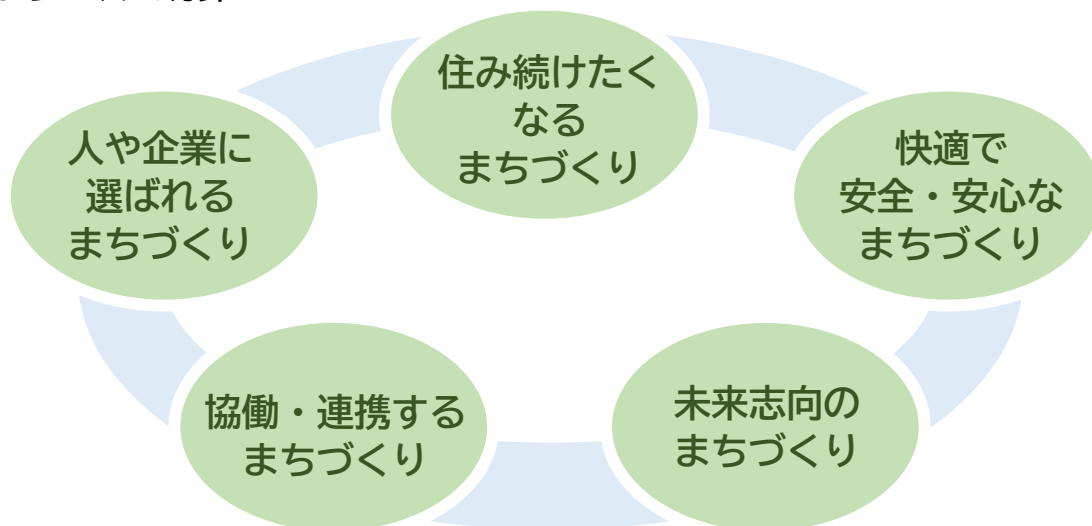 住み続けたく
なる
まちづくり
人や企業に
選ばれる
まちづくり
快適で
安全・安心な
まちづくり
協働・連携する
まちづくり
未来志向の
まちづくり